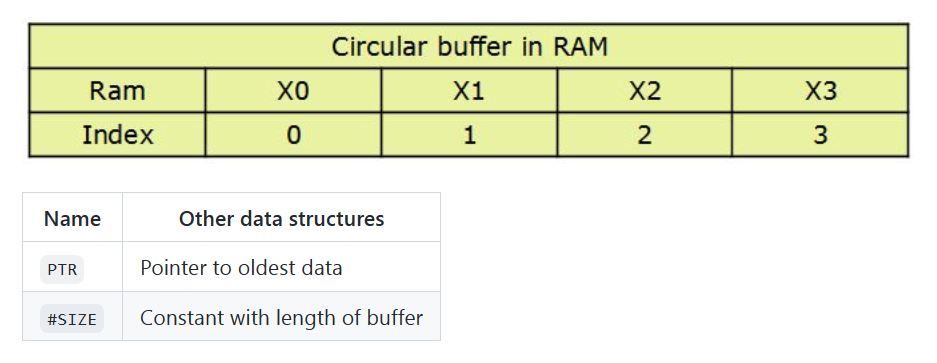 Circular buffer in RAM
Ram X0 X1 X2 X3
Index 0 1 2 3
Name Other data structures
PTR Pointer to oldest data
#SIZE Constant with length of buffer